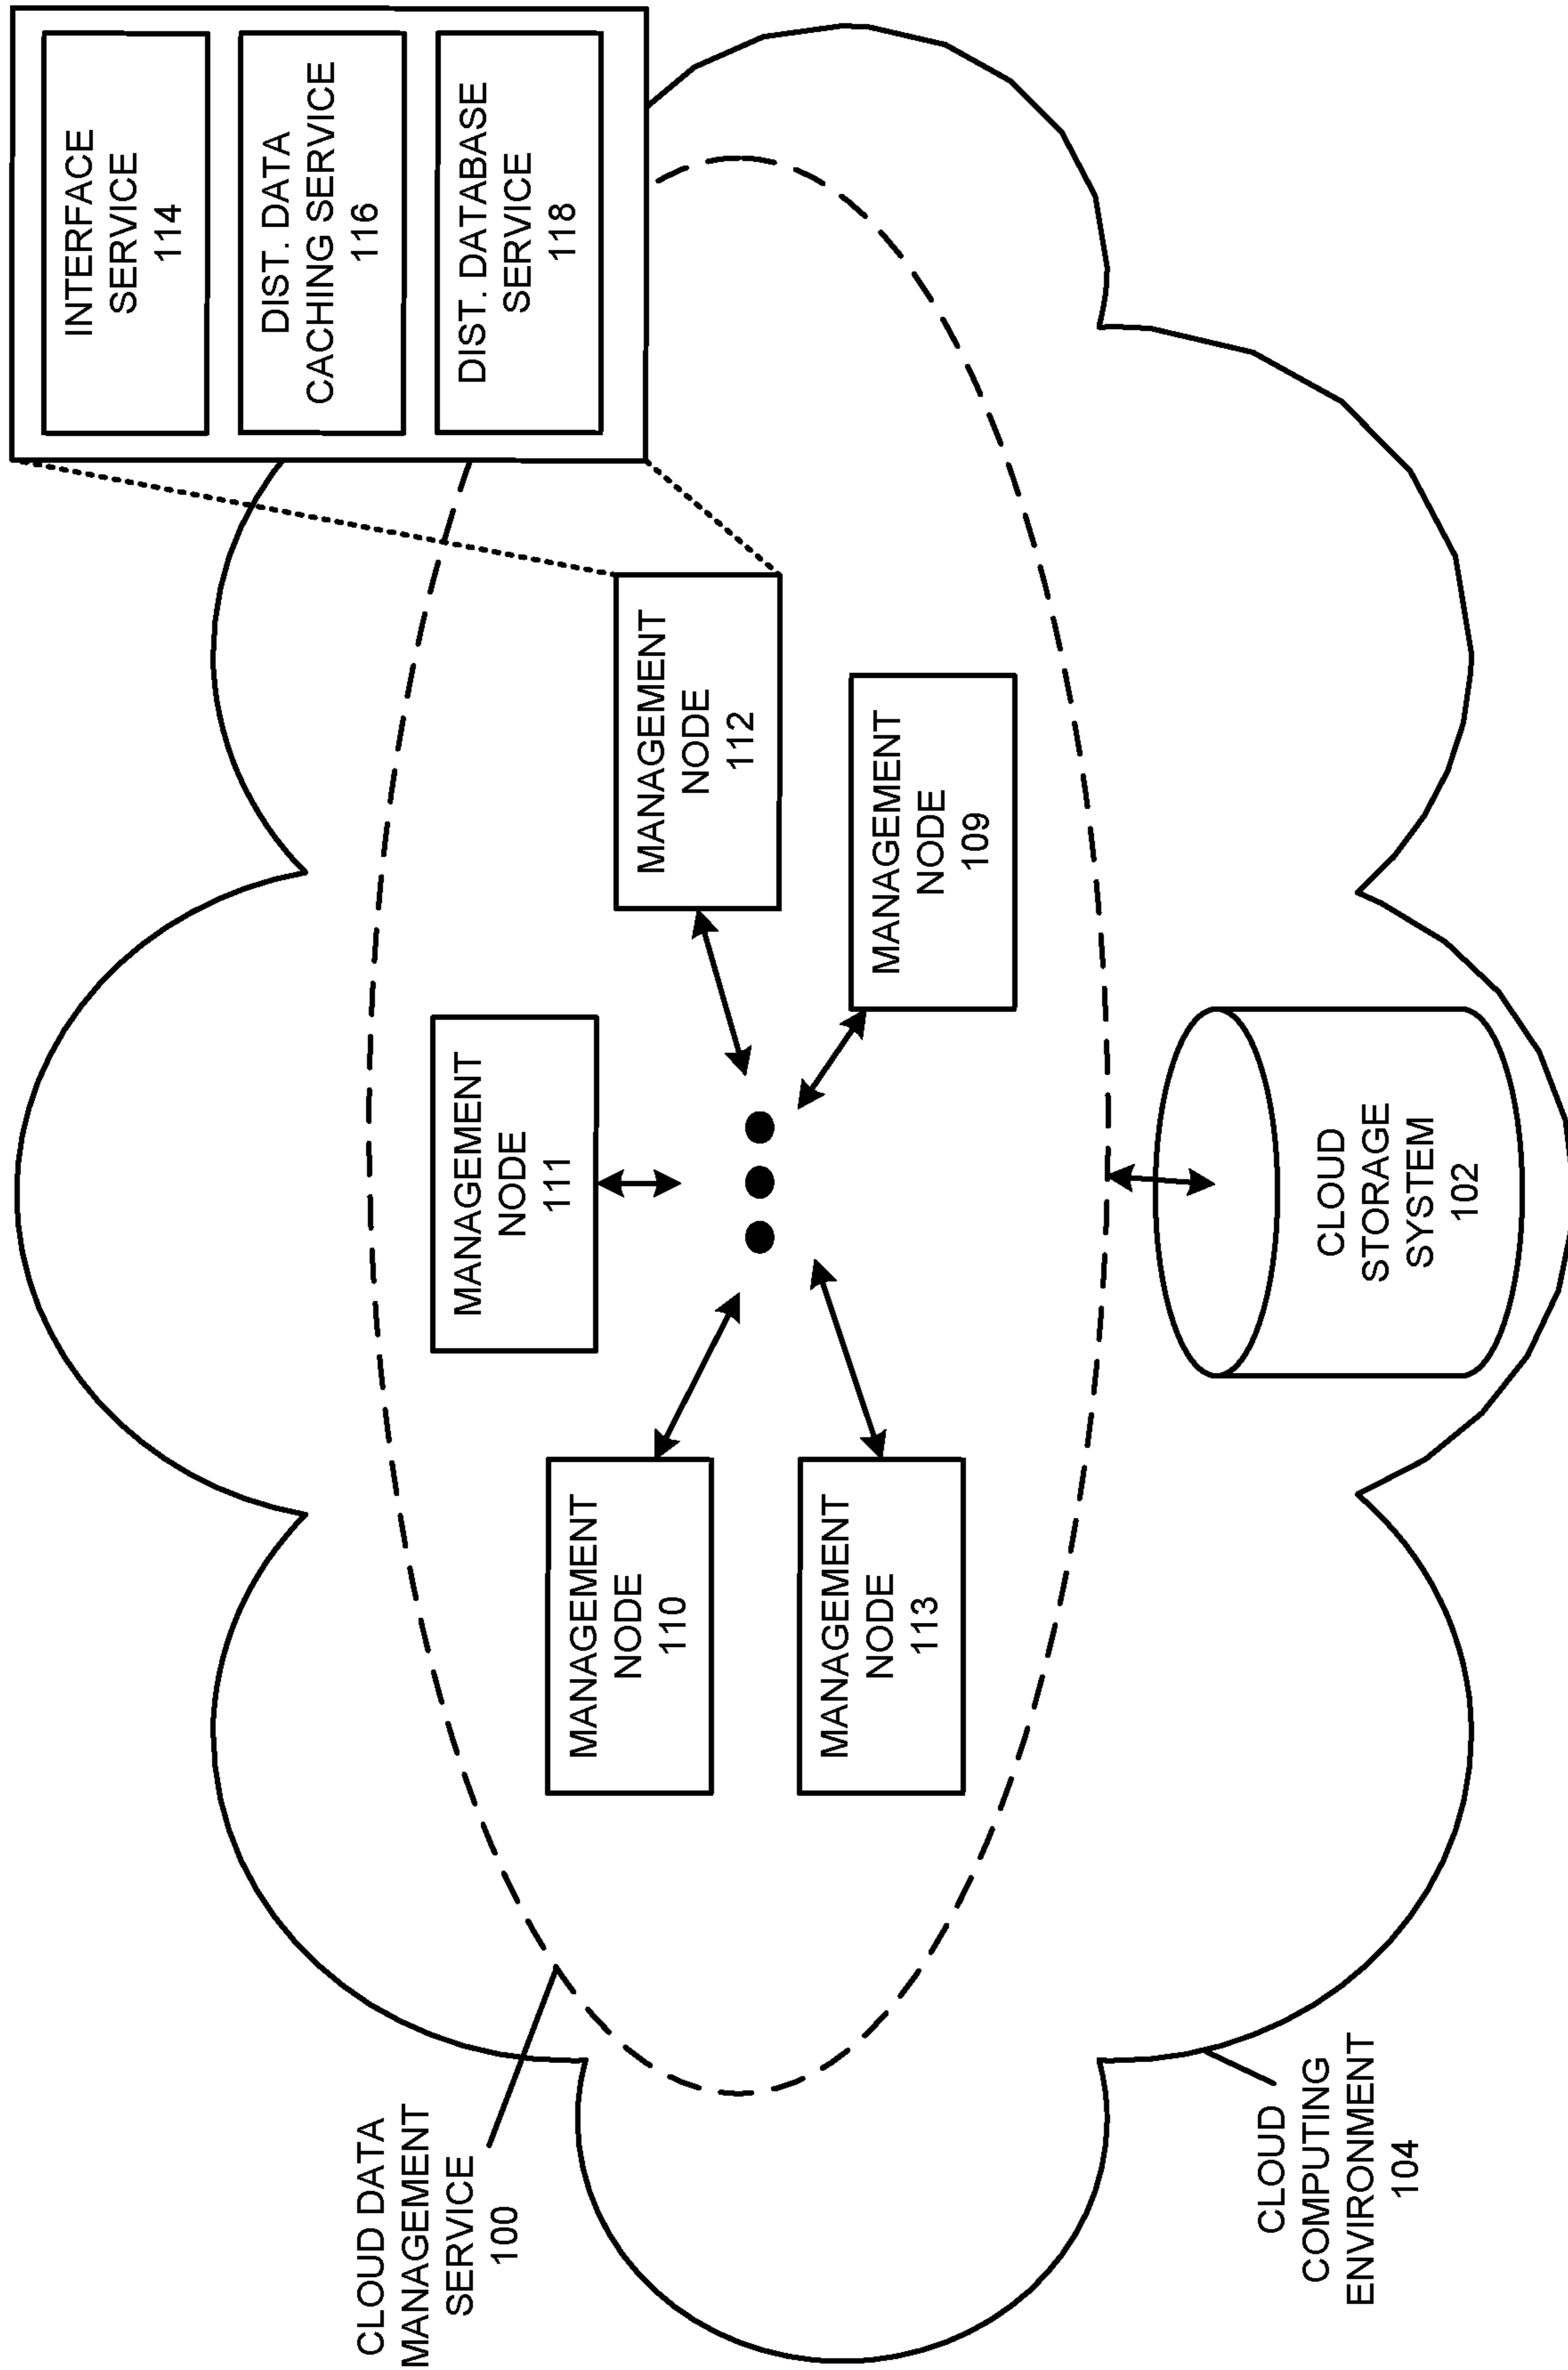 INTERFACE
SERVICE
114
DIST. DATA
CACHING SERVICE
116
DIST. DATABASE
SERVICE
118
MANAGEMENT
NODE
111
MANAGEMENT
NODE
110
MANAGEMENT
NODE
112
MANAGEMENT
NODE
113
MANAGEMENT
NODE
109
CLOUD DATA
MANAGEMENT
SERVICE
100
CLOUD
STORAGE
SYSTEM
102
CLOUD
COMPUTING
ENVIRONMENT
104